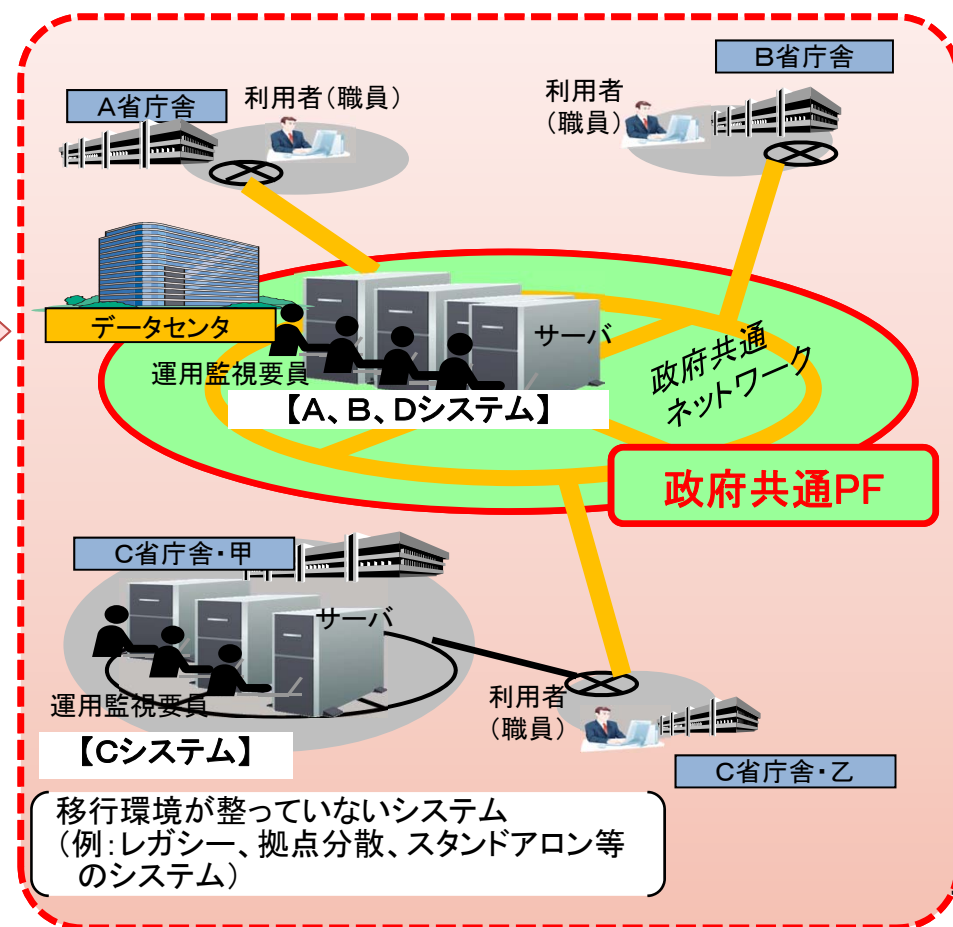 B省庁舎
A省庁舎
利用者(職員)
利用者
(職員)
データセンタ
サーバ
運用監視要員
【A、B、Dシステム】
政府共通
ネットワーク
政府共通PF
C省庁舎・甲
サーバ
運用監視要員
【Cシステム】
利用者
(職員)
C省庁舎・乙
移行環境が整っていないシステム
(例:レガシー、拠点分散、スタンドアロン等
のシステム)